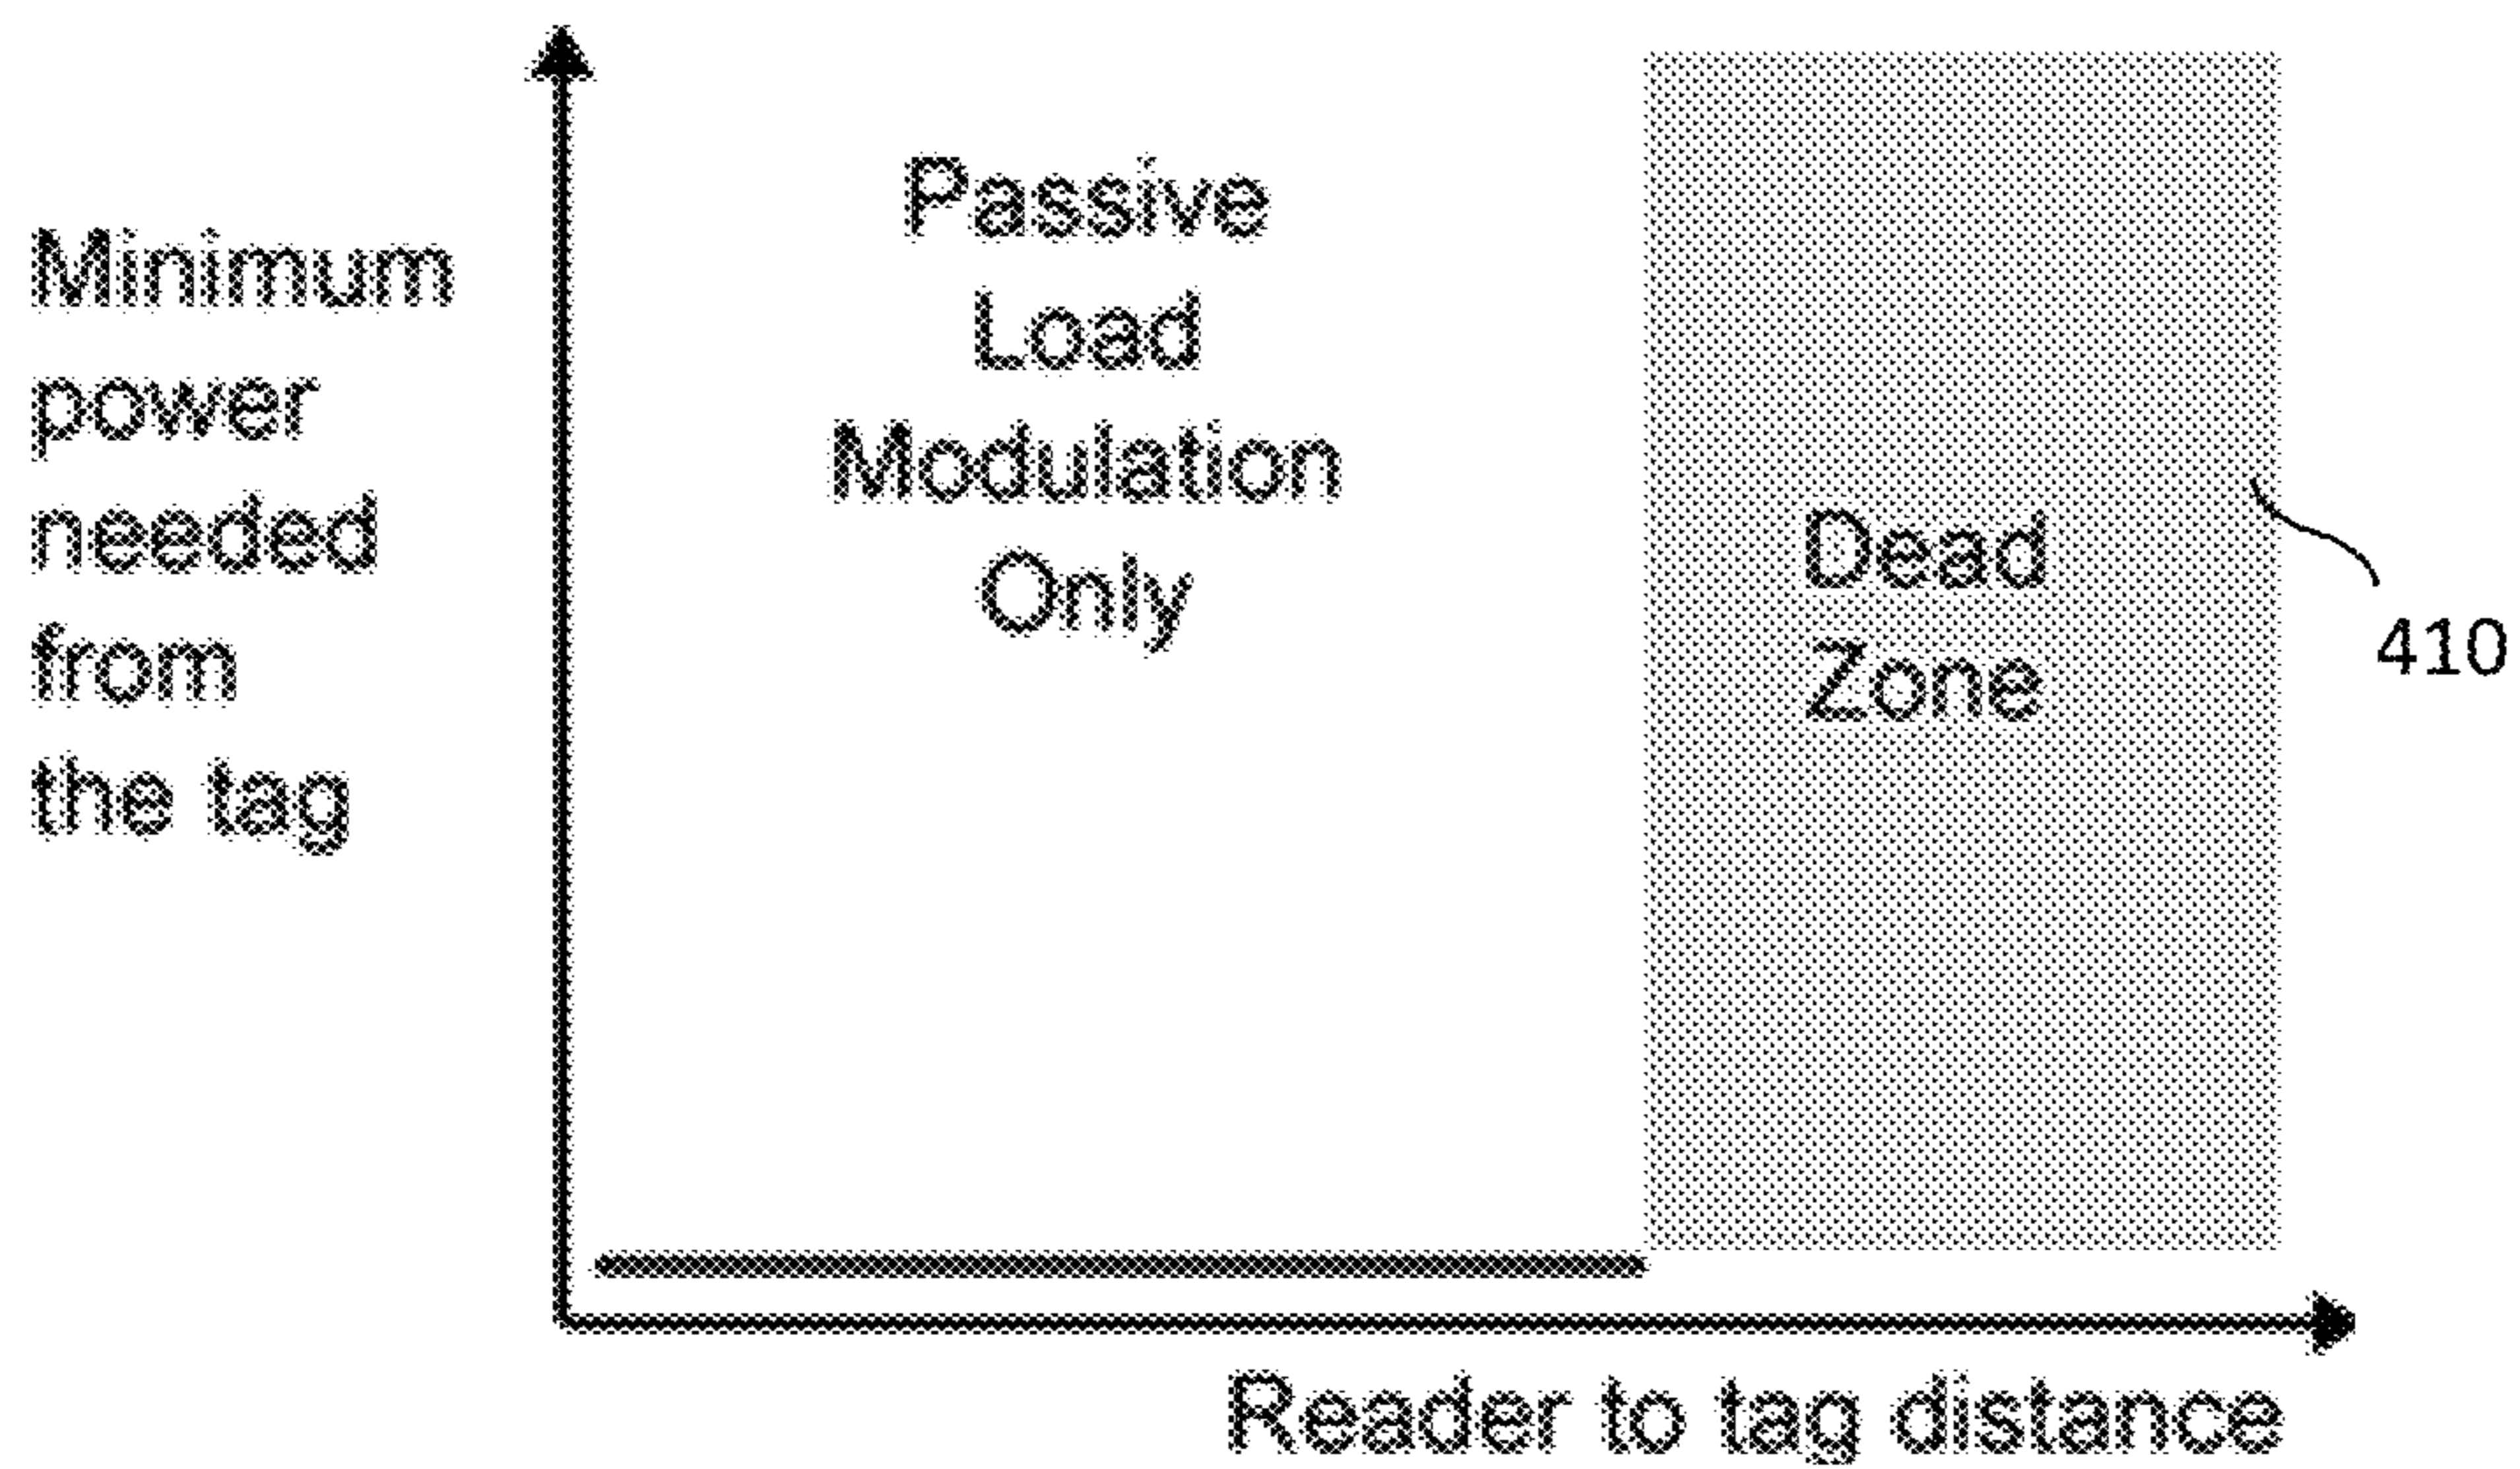 Minimum
power
needed
from
the tag
Passive
Load
Modulation
Only
Dead
Zone
410
Reader to tag distance